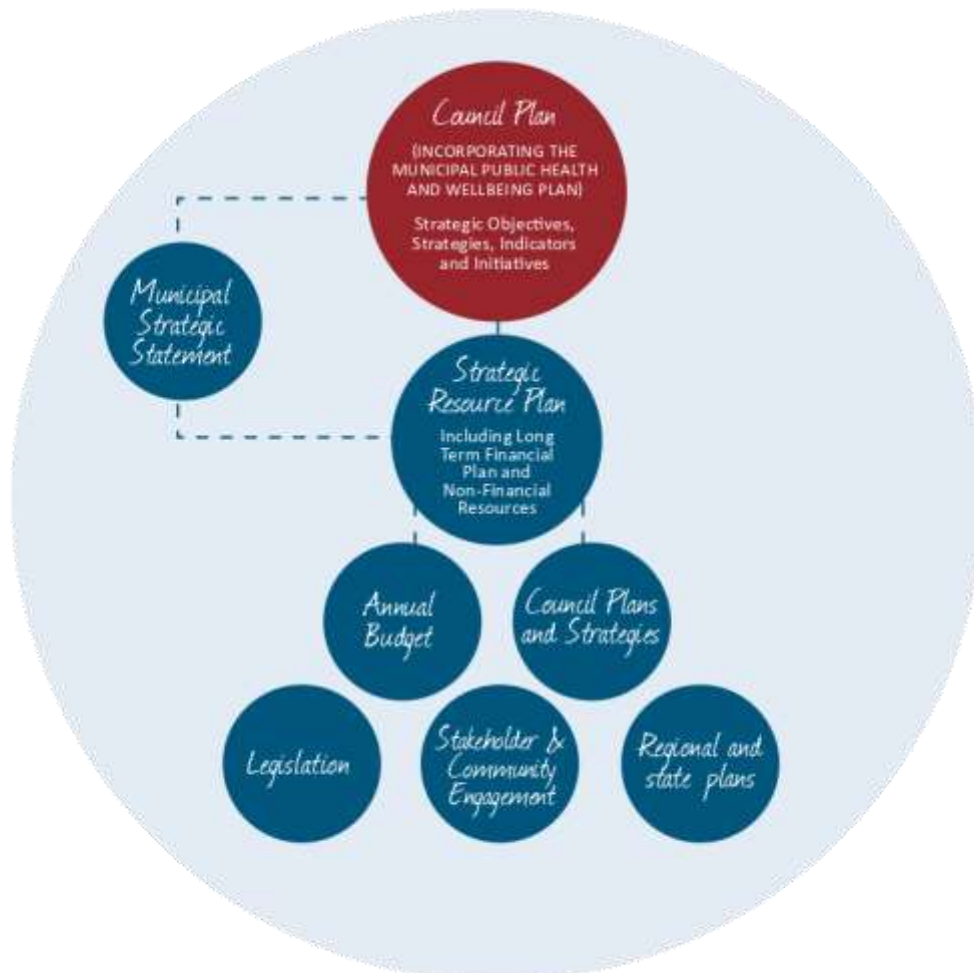 Council Plan
(INCORPORATING THE
MUNICIPAL PUBLIC HEALTH
AND WELLBEING PLAN)
Strategic Objectives,
Strategies, Indicators
and Initiatives
Municipal
Strategic
Statement
Strategic
Resource Plan
Including Long
Term Financial
Plan and
Non-Financial
Resources
Annual
Budget
Council Plans
and Strategies
Legislation
Stakeholder &
Community
Engagement
Regional and
state plans